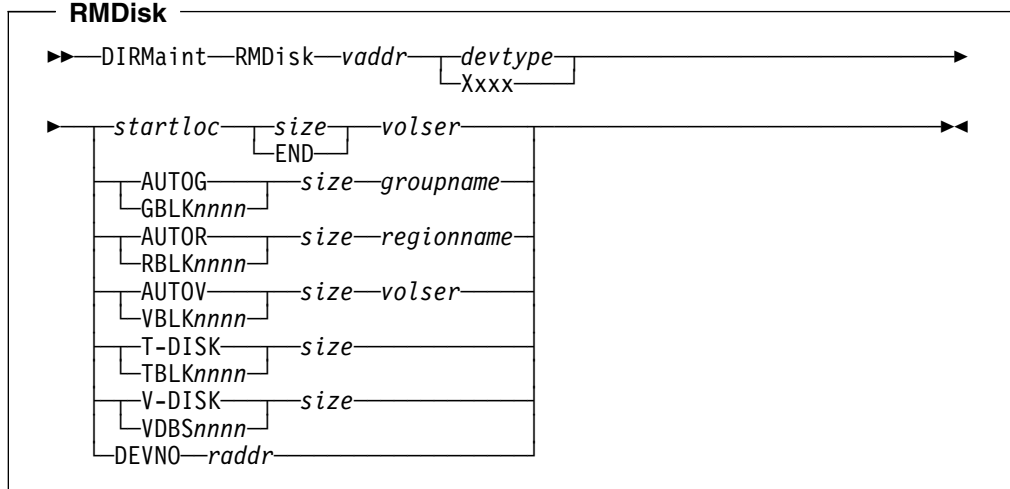 RMDisk
DIRMaint RMDisk vaddr devtype
Xxxx
startloc size volser
END
AUTOG size groupname
GBLKnnnn
AUTOR size regionname
RBLKnnnn
AUTOV size volser
VBLKnnnn
T-DISK size
TBLKnnnn
V-DISK size
VDBSnnnn
DEVNO raddr